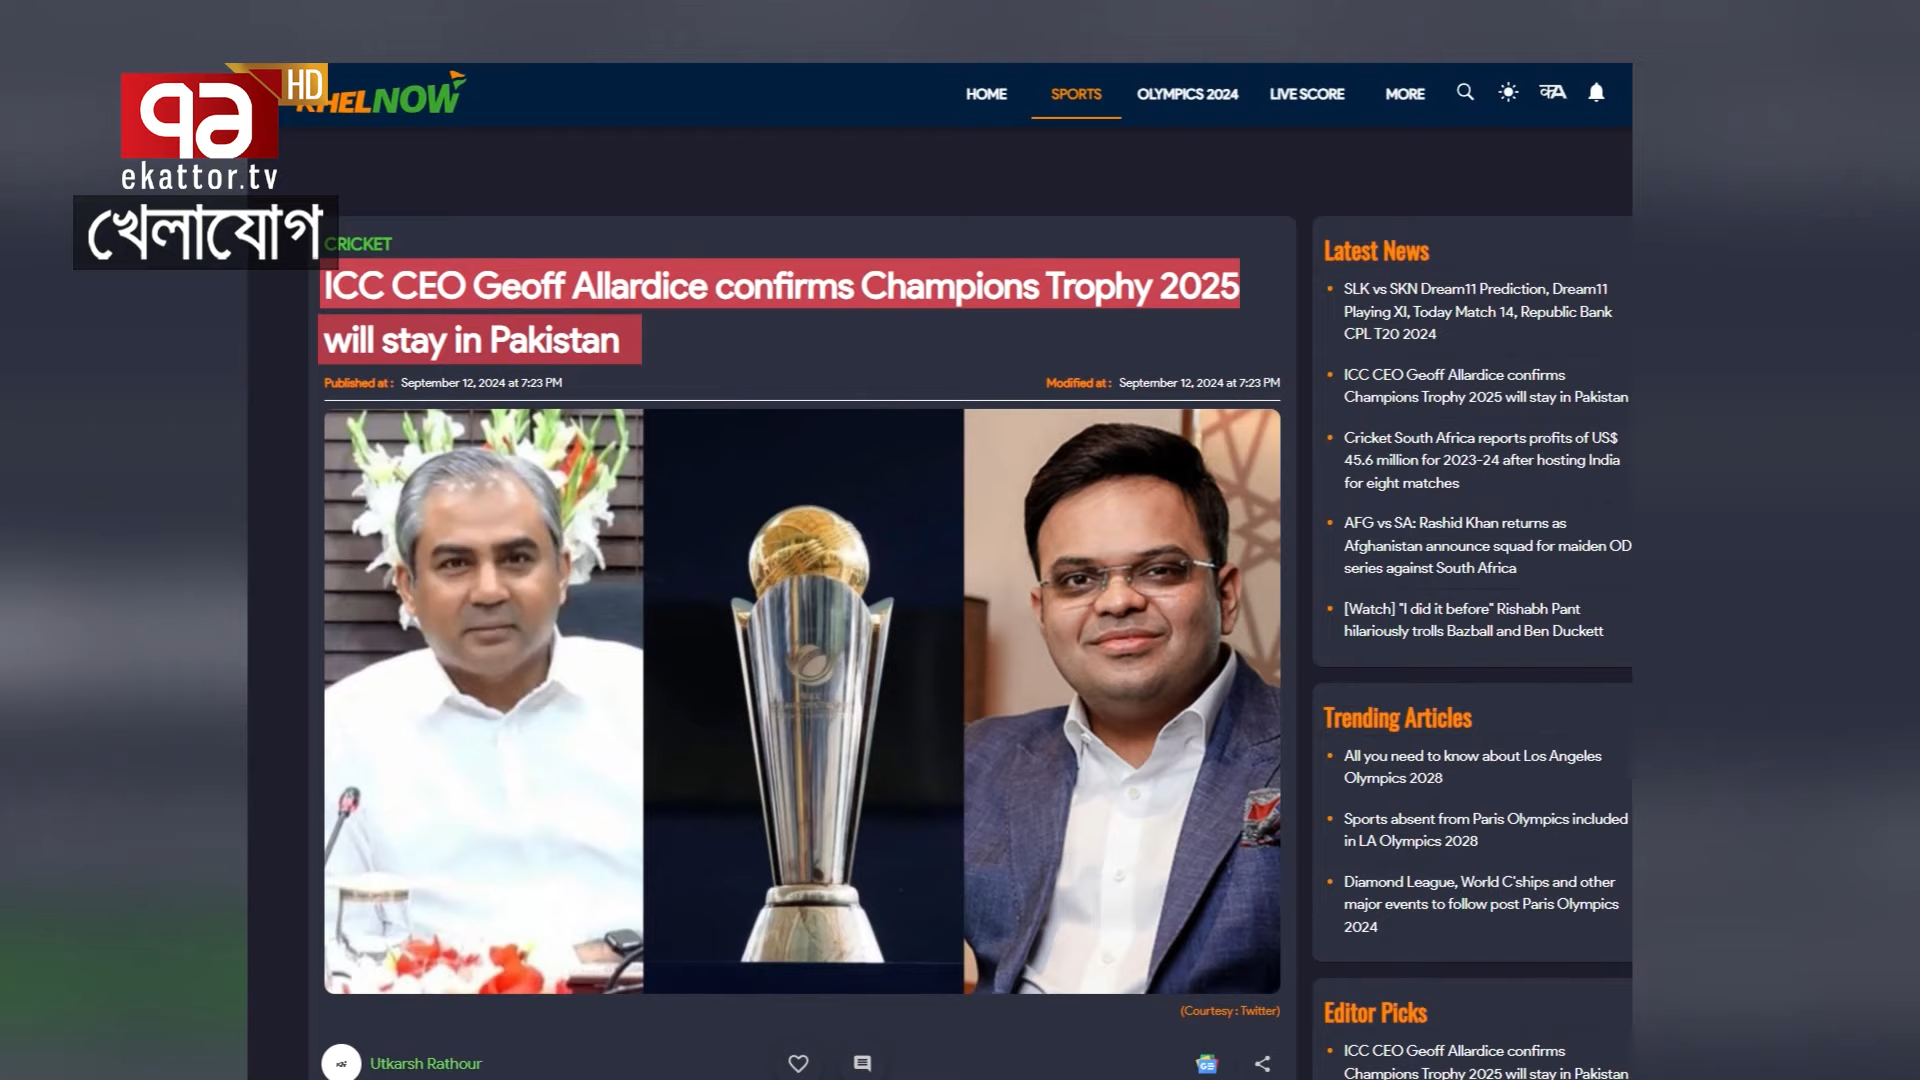 HD
ekattor.tv
খেলাযোগ
KHELNOW
HOME SPORTS OLYMPICS 2024 LIVE SCORE MORE
CRICKET
ICC CEO Geoff Allardice confirms Champions Trophy 2025
will stay in Pakistan
Published at : September 12, 2024 at 7:23 PM
Modified at : September 12, 2024 at 7:23 PM
(Courtesy : Twitter)
Utkarsh Rathour
Latest News
SLK vs SKN Dream11 Prediction, Dream11
Playing XI, Today Match 14, Republic Bank
CPL T20 2024
ICC CEO Geoff Allardice confirms
Champions Trophy 2025 will stay in Pakistan
Cricket South Africa reports profits of US$
45.6 million for 2023-24 after hosting India
for eight matches
AFG vs SA: Rashid Khan returns as
Afghanistan announce squad for maiden OD
series against South Africa
[Watch] "I did it before" Rishabh Pant
hilariously trolls Bazball and Ben Duckett
Trending Articles
All you need to know about Los Angeles
Olympics 2028
Sports absent from Paris Olympics included
in LA Olympics 2028
Diamond League, World C'ships and other
major events to follow post Paris Olympics
2024
Editor Picks
ICC CEO Geoff Allardice confirms
Champions Trophy 2025 will stay in Pakistan